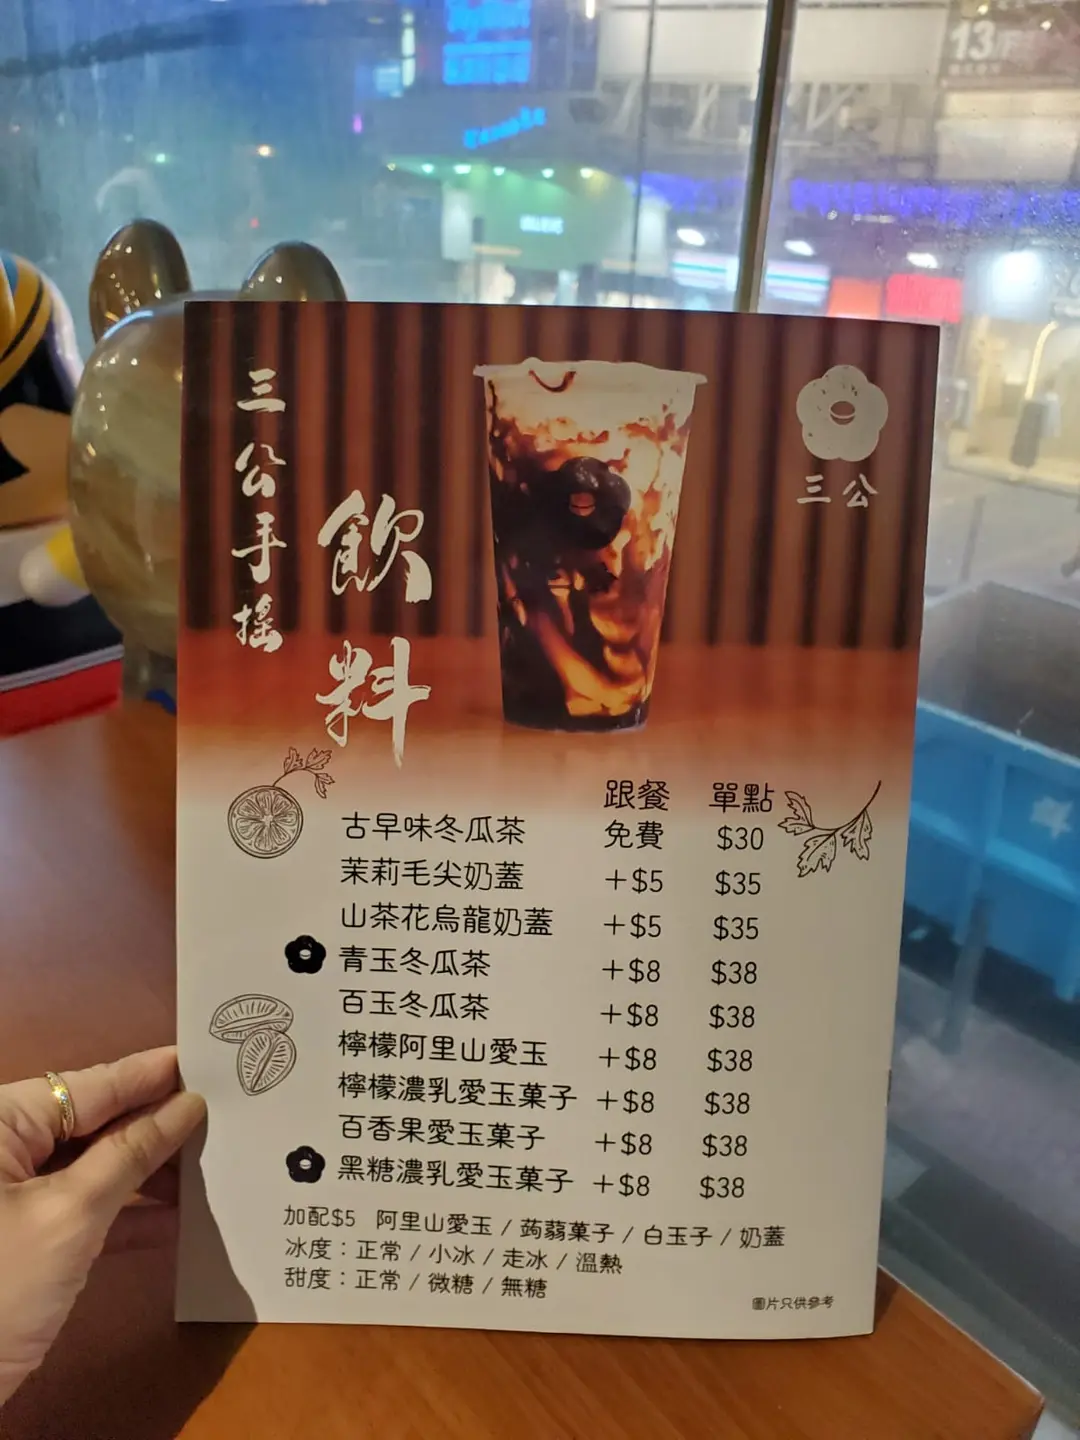 13/F
三公手搖
飲料
三公
跟餐 單點
古早味冬瓜茶 免費 $30
茉莉毛尖奶蓋 +$5 $35
山茶花烏龍奶蓋 +$5 $35
青玉冬瓜茶 +$8 $38
百玉冬瓜茶 +$8 $38
檸檬阿里山愛玉 +$8 $38
檸檬濃乳愛玉菓子 +$8 $38
百香果愛玉菓子 +$8 $38
黑糖濃乳愛玉菓子 +$8 $38
加配$5 阿里山愛玉 / 蒟蒻菓子 / 白玉子 / 奶蓋
冰度：正常 / 小冰 / 走冰 / 溫熱
甜度：正常 / 微糖 / 無糖
圖片只供參考